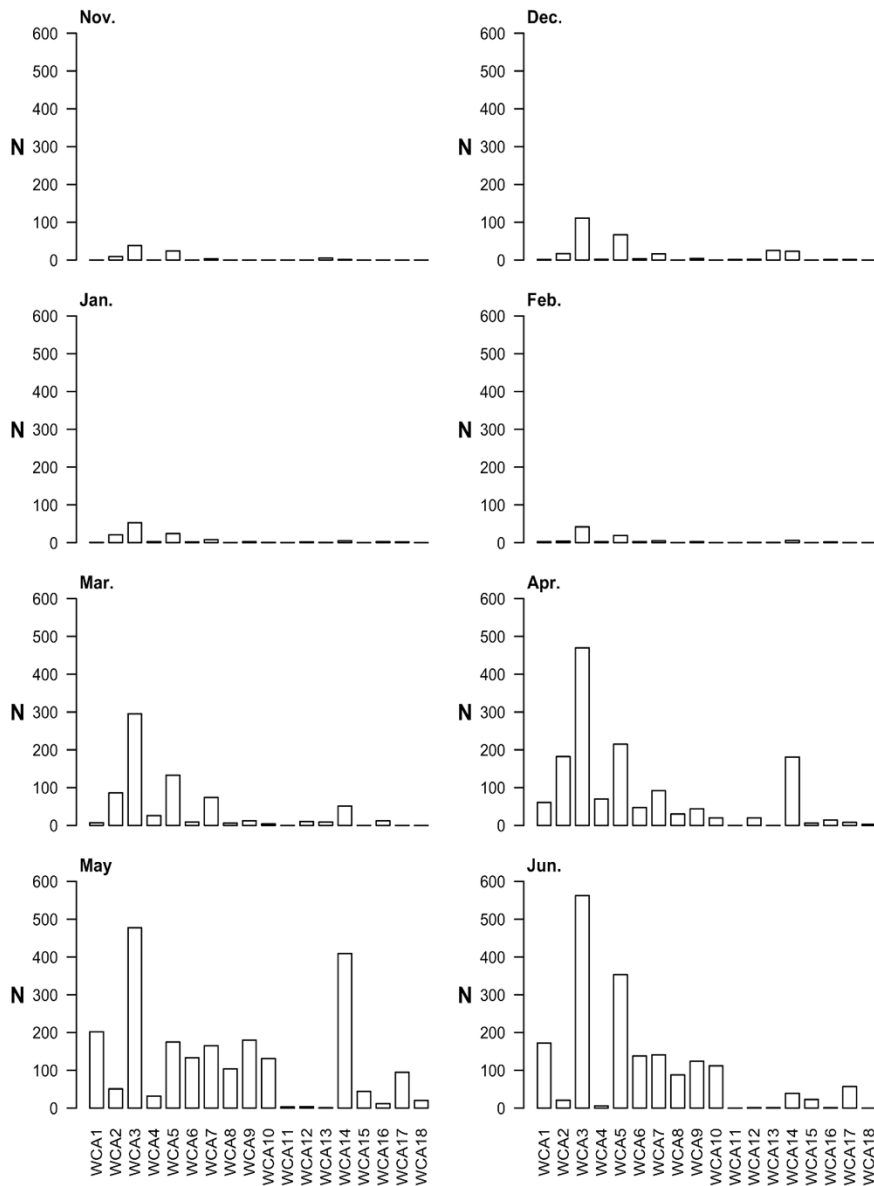 Nov.
600
500
400
300
200
100
0
N
Dec.
600
500
400
300
200
100
0
N
Jan.
600
500
400
300
200
100
0
N
Feb.
600
500
400
300
200
100
0
N
Mar.
600
500
400
300
200
100
0
N
Apr.
600
500
400
300
200
100
0
N
May
600
500
400
300
200
100
0
N
WCA1
WCA2
WCA3
WCA4
WCA5
WCA6
WCA7
WCA8
WCA9
WCA10
WCA11
WCA12
WCA13
WCA14
WCA15
WCA16
WCA17
WCA18
Jun.
600
500
400
300
200
100
0
N
WCA1
WCA2
WCA3
WCA4
WCA5
WCA6
WCA7
WCA8
WCA9
WCA10
WCA11
WCA12
WCA13
WCA14
WCA15
WCA16
WCA17
WCA18